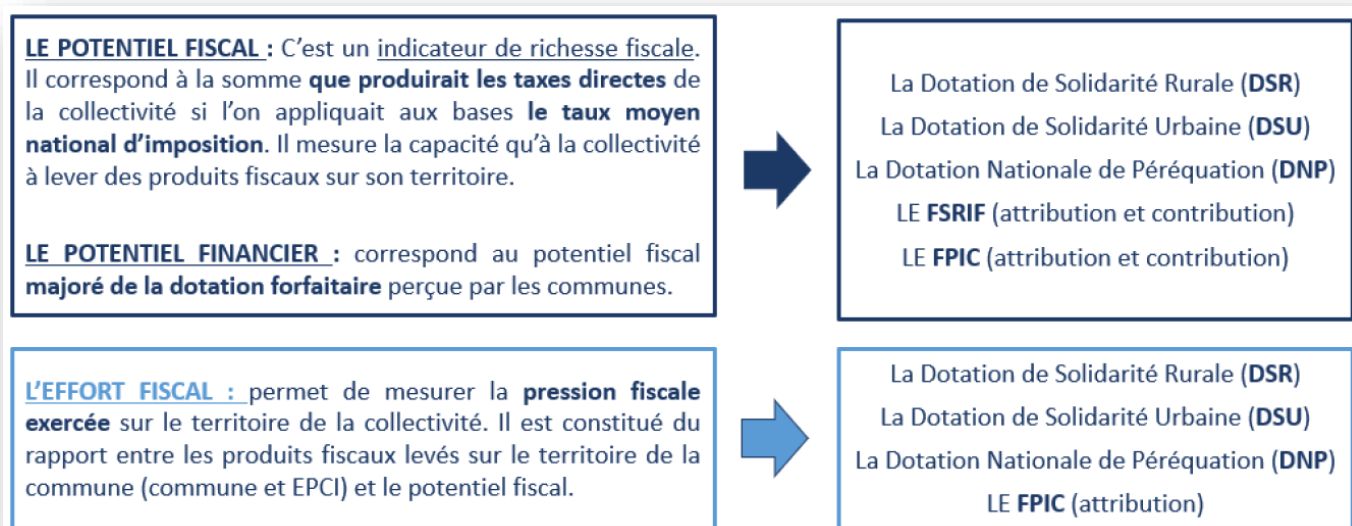 LE POTENTIEL FISCAL : C’est un indicateur de richesse fiscale.
Il correspond à la somme que produirait les taxes directes de
la collectivité si l’on appliquait aux bases le taux moyen
national d’imposition. Il mesure la capacité qu’à la collectivité
à lever des produits fiscaux sur son territoire.
LE POTENTIEL FINANCIER : correspond au potentiel fiscal
majoré de la dotation forfaitaire perçue par les communes.
La Dotation de Solidarité Rurale (DSR)
La Dotation de Solidarité Urbaine (DSU)
La Dotation Nationale de Péréquation (DNP)
LE FSRIF (attribution et contribution)
LE FPIC (attribution et contribution)
L’EFFORT FISCAL : permet de mesurer la pression fiscale
exercée sur le territoire de la collectivité. Il est constitué du
rapport entre les produits fiscaux levés sur le territoire de la
commune (commune et EPCI) et le potentiel fiscal.
La Dotation de Solidarité Rurale (DSR)
La Dotation de Solidarité Urbaine (DSU)
La Dotation Nationale de Péréquation (DNP)
LE FPIC (attribution)